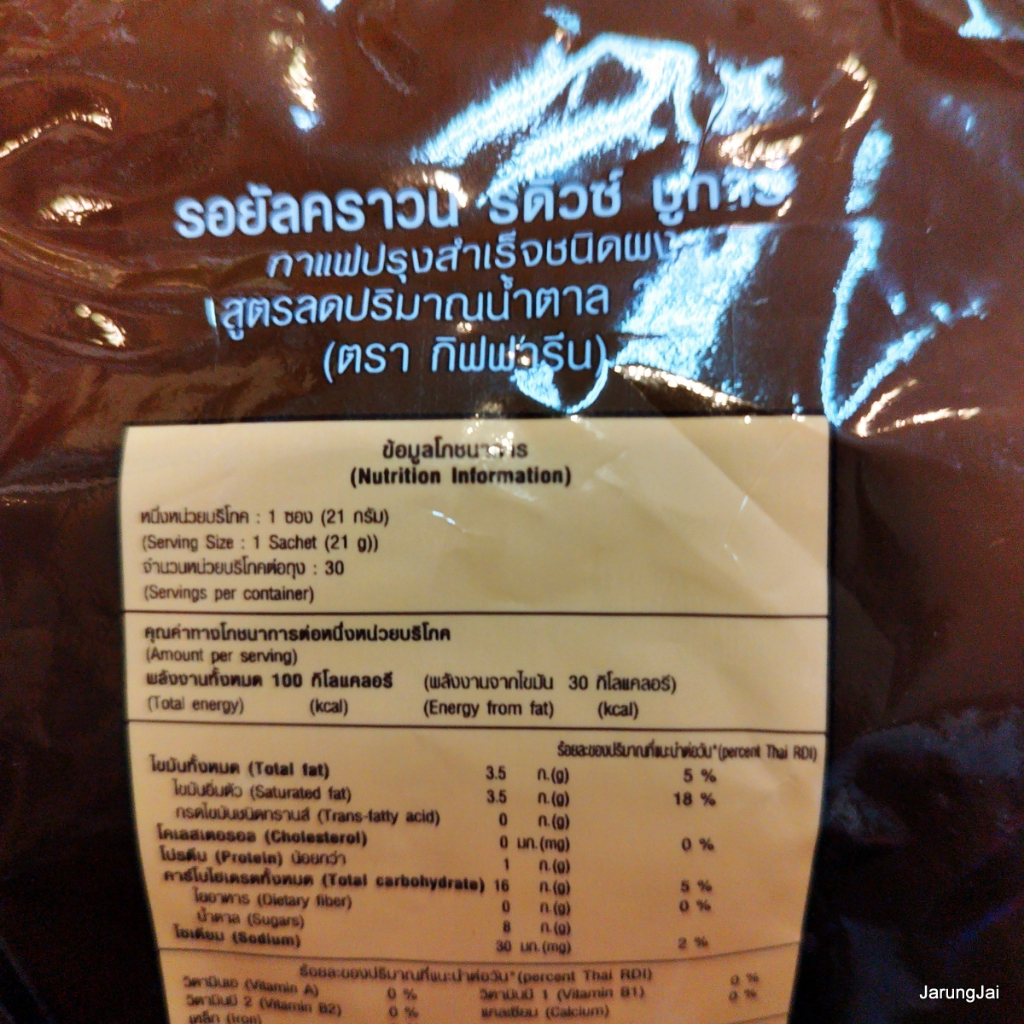 รอยัลคราวน รีดิวซ์ ชูการ์
กาแฟปรุงสำเร็จชนิดผง
สูตรลดปริมาณน้ำตาล
(ตรา กิฟฟารีน)
ข้อมูลโภชนาการ
(Nutrition Information)
หนึ่งหน่วยบริโภค : 1 ซอง (21 กรัม)
(Serving Size : 1 Sachet (21 g))
จำนวนหน่วยบริโภคต่อถุง : 30
(Servings per container)
คุณค่าทางโภชนาการต่อหนึ่งหน่วยบริโภค
(Amount per serving)
พลังงานทั้งหมด 100 กิโลแคลอรี (พลังงานจากไขมัน 30 กิโลแคลอรี)
(Total energy) (kcal) (Energy from fat) (kcal)
ร้อยละของปริมาณที่แนะนำต่อวัน*(percent Thai RDI)
ไขมันทั้งหมด (Total fat) 3.5 ก.(g) 5 %
ไขมันอิ่มตัว (Saturated fat) 3.5 ก.(g) 18 %
กรดไขมันชนิดทรานส์ (Trans-fatty acid) 0 ก.(g)
โคเลสเตอรอล (Cholesterol) 0 มก.(mg) 0 %
โปรตีน (Protein) น้อยกว่า 1 ก.(g)
คาร์โบไฮเดรตทั้งหมด (Total carbohydrate) 16 ก.(g) 5 %
ใยอาหาร (Dietary fiber) 0 ก.(g) 0 %
น้ำตาล (Sugars) 8 ก.(g)
โซเดียม (Sodium) 30 มก.(mg) 2 %
ร้อยละของปริมาณที่แนะนำต่อวัน*(percent Thai RDI)
วิตามินเอ (Vitamin A) 0 % วิตามินบี 1 (Vitamin B1) 0 %
วิตามินบี 2 (Vitamin B2) 0 % แคลเซียม (Calcium) 0 %
เหล็ก (Iron)
JarungJai